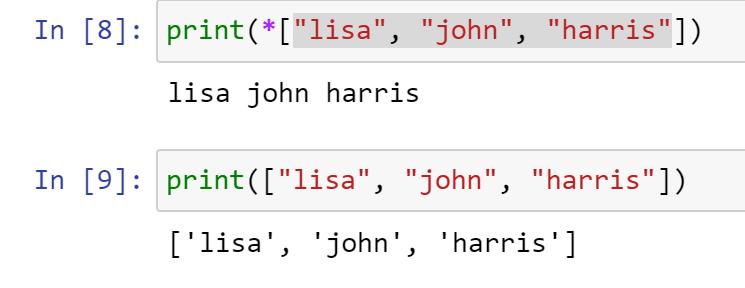 In [8]: print(*["lisa", "john", "harris"])
lisa john harris
In [9]: print(["lisa", "john", "harris"])
['lisa', 'john', 'harris']